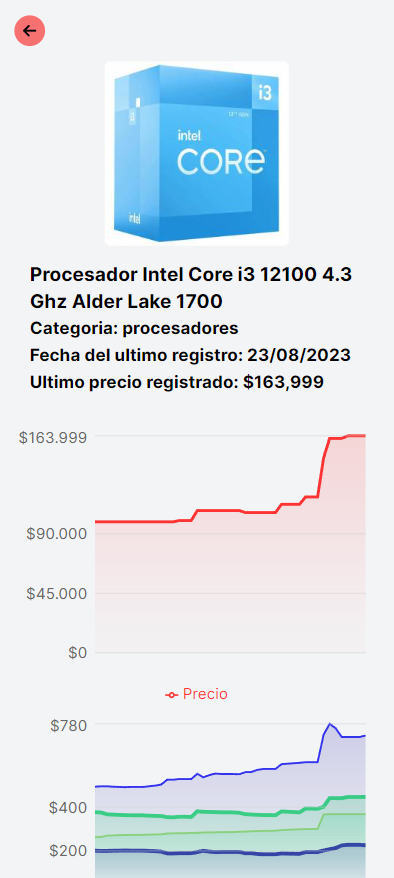 i3
intel
CORE
intel
Procesador Intel Core i3 12100 4.3
Ghz Alder Lake 1700
Categoria: procesadores
Fecha del ultimo registro: 23/08/2023
Ultimo precio registrado: $163,999
$163.999
$90.000
$45.000
$0
Precio
$780
$400
$200